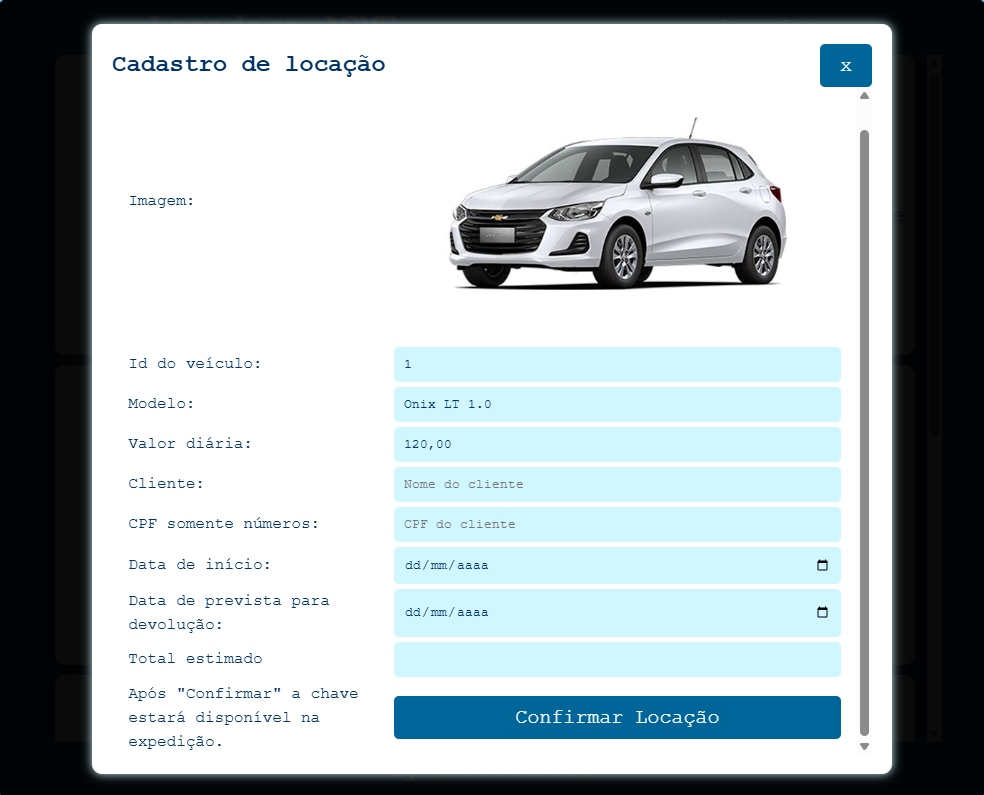 Cadastro de locação
x
Imagem:
Id do veículo:
1
Modelo:
Onix LT 1.0
Valor diária:
120,00
Cliente:
Nome do cliente
CPF somente números:
CPF do cliente
Data de início:
dd/mm/aaaa
Data de prevista para
devolução:
dd/mm/aaaa
Total estimado
Após "Confirmar" a chave
estará disponível na
expedição.
Confirmar Locação